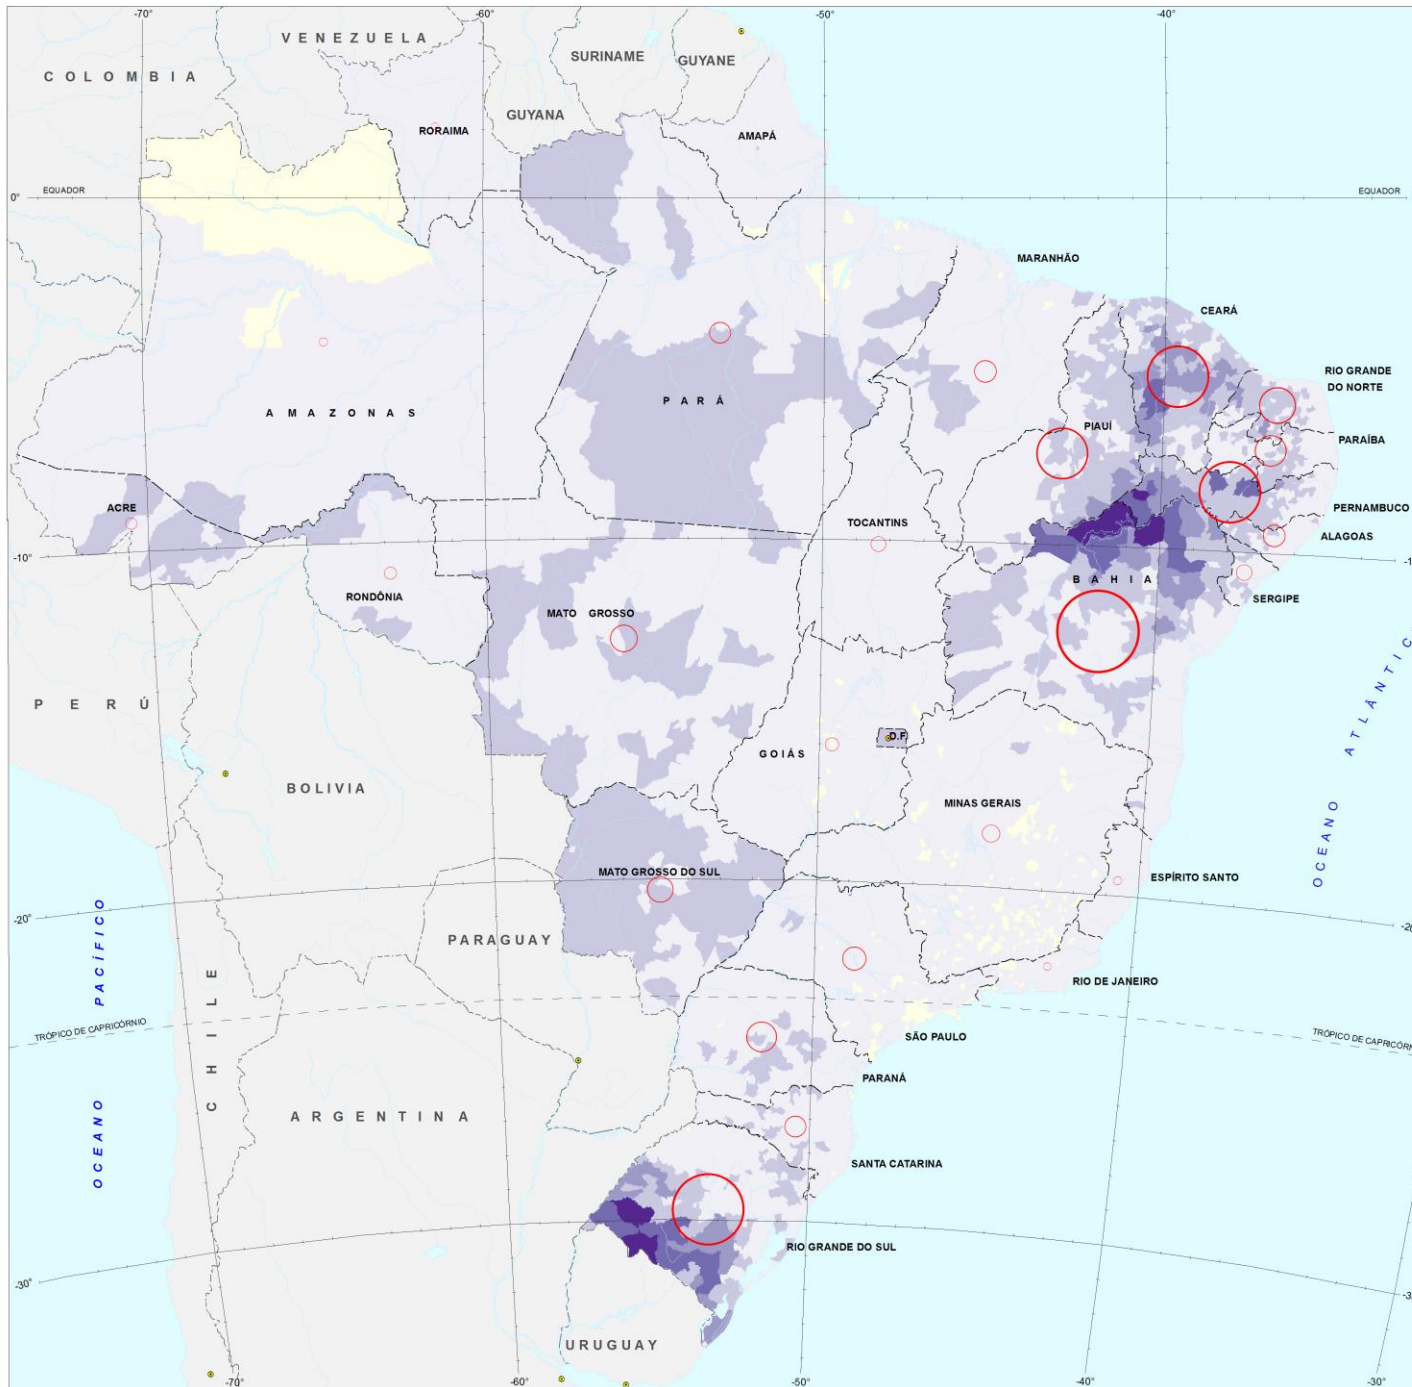 -70°
-60°
-50°
-40°
VENEZUELA
SURINAME
GUYANE
COLOMBIA
GUYANA
RORAIMA
AMAPÁ
0°
EQUADOR
EQUADOR
MARANHÃO
CEARÁ
RIO GRANDE
DO NORTE
PARÁ
AMAZONAS
PIAUÍ
PARAÍBA
ACRE
PERNAMBUCO
TOCANTINS
ALAGOAS
-10°
BAHIA
RONDÔNIA
SERGIPE
MATO GROSSO
PERÚ
D.F.
GOIÁS
BOLIVIA
OCEANO ATLÂNTIC
MINAS GERAIS
MATO GROSSO DO SUL
ESPÍRITO SANTO
-20°
PARAGUAY
OCEANO PACÍFICO
RIO DE JANEIRO
TRÓPICO DE CAPRICÓRNIO
SÃO PAULO
TRÓPICO DE CAPRICÓRN
PARANÁ
CHILE
ARGENTINA
SANTA CATARINA
RIO GRANDE DO SUL
-30°
URUGUAY
-70°
-60°
-50°
-40°
-30°